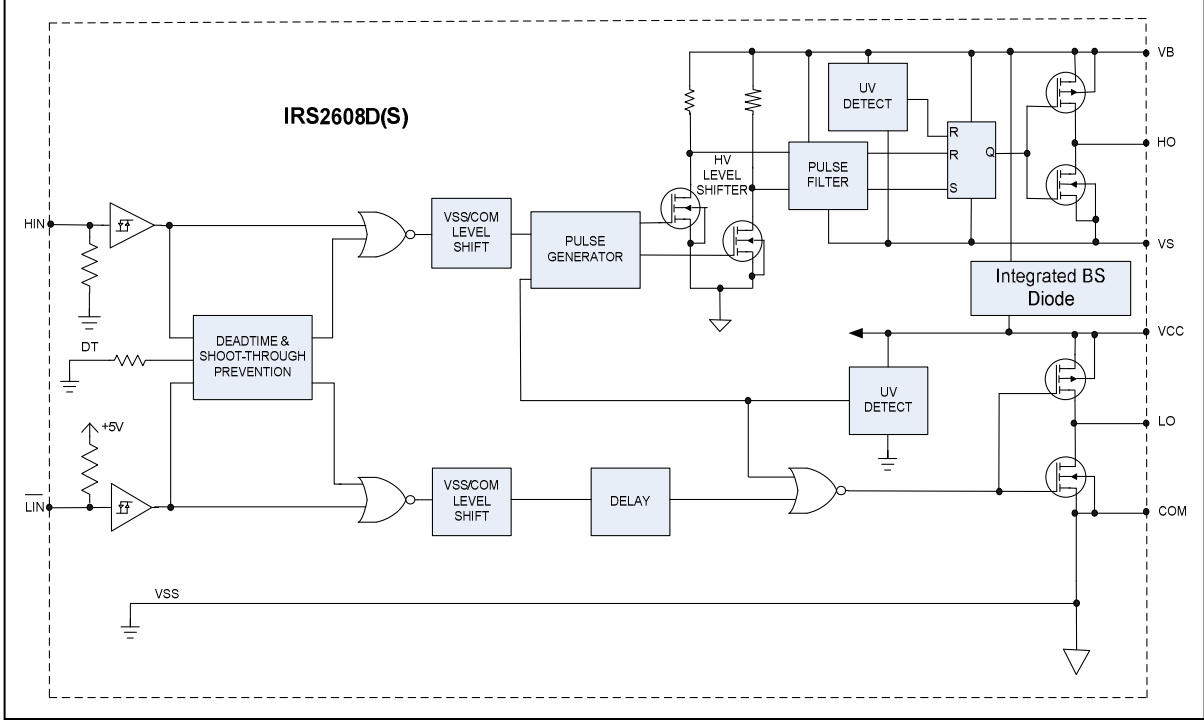 IRS2608D(S)
VB
UV
DETECT
R
R
S
Q
HO
HV
LEVEL
SHIFTER
PULSE
FILTER
HIN
VSS/COM
LEVEL
SHIFT
PULSE
GENERATOR
VS
Integrated BS
Diode
DT
DEADTIME &
SHOOT-THROUGH
PREVENTION
VCC
UV
DETECT
+5V
LO
LIN
VSS/COM
LEVEL
SHIFT
DELAY
COM
VSS